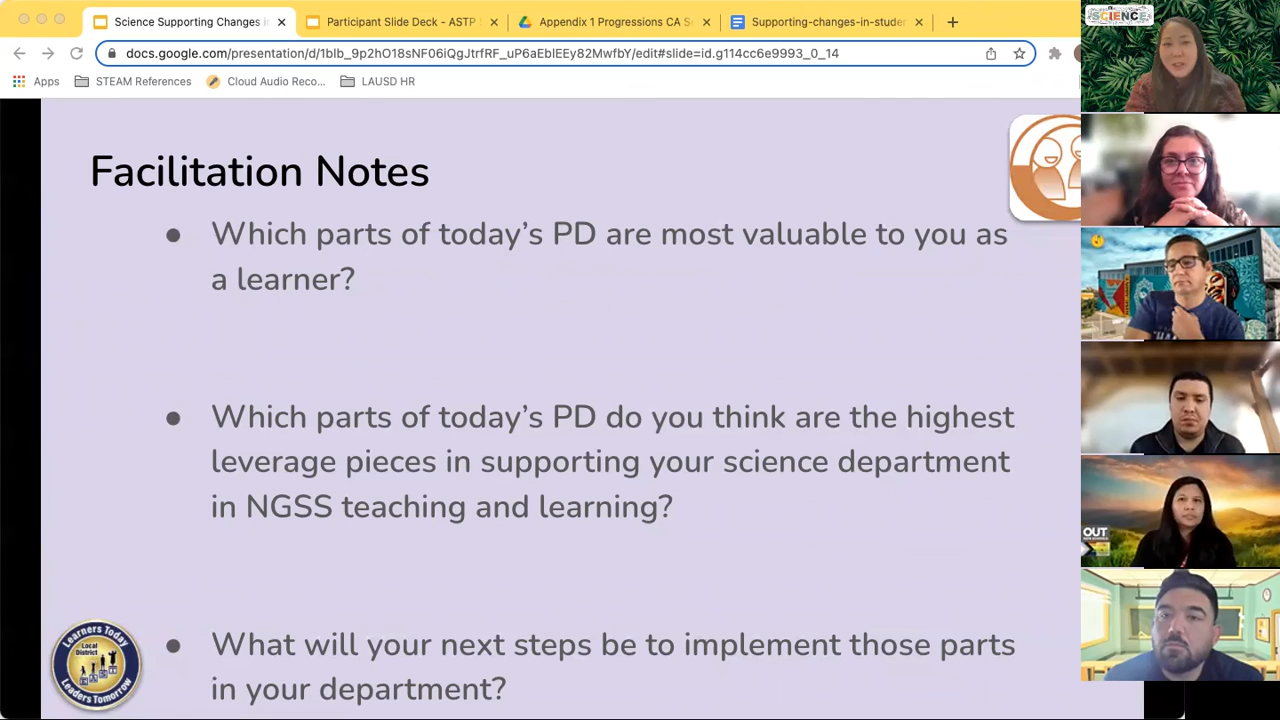 Science Supporting Changes i
Participant Slide Deck - ASTP
Appendix 1 Progressions CA S
Supporting-changes-in-studen
docs.google.com/presentation/d/1blb_9p2hO18sNF06iQgJtrfRF_uP6aEbIEEy82MwfbY/edit#slide=id.g114cc6e9993_0_14
Apps
STEAM References
Cloud Audio Reco...
LAUSD HR
SCIENCE
Facilitation Notes
● Which parts of today's PD are most valuable to you as
a learner?
● Which parts of today's PD do you think are the highest
leverage pieces in supporting your science department
in NGSS teaching and learning?
● What will your next steps be to implement those parts
in your department?
Learners Today
Local
District
EAST
Leaders Tomorrow
OUT